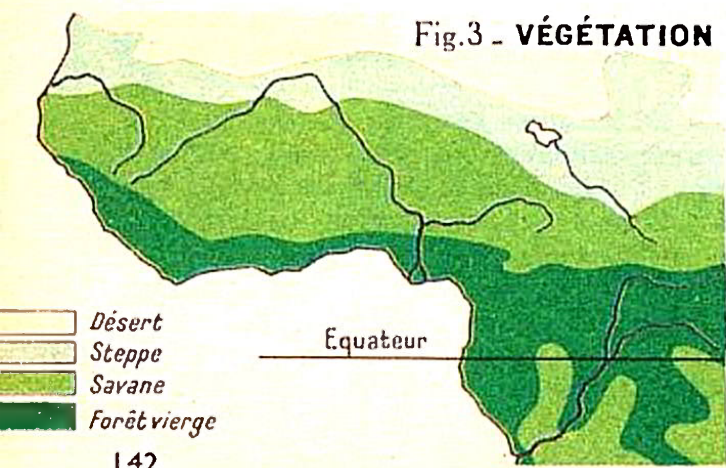 Fig.3 - VÉGÉTATION
Equateur
Désert
Steppe
Savane
Forêt vierge
142